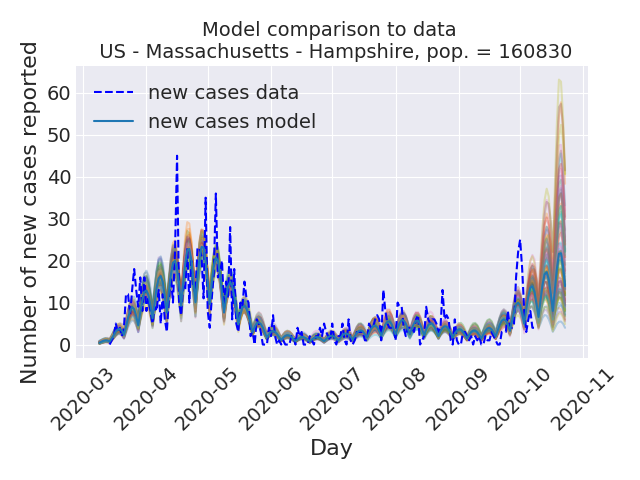 Model comparison to data
US - Massachusetts - Hampshire, pop. = 160830
Number of new cases reported
60
50
40
30
20
10
0
new cases data
new cases model
2020-03
2020-04
2020-05
2020-06
2020-07
2020-08
2020-09
2020-10
2020-11
Day